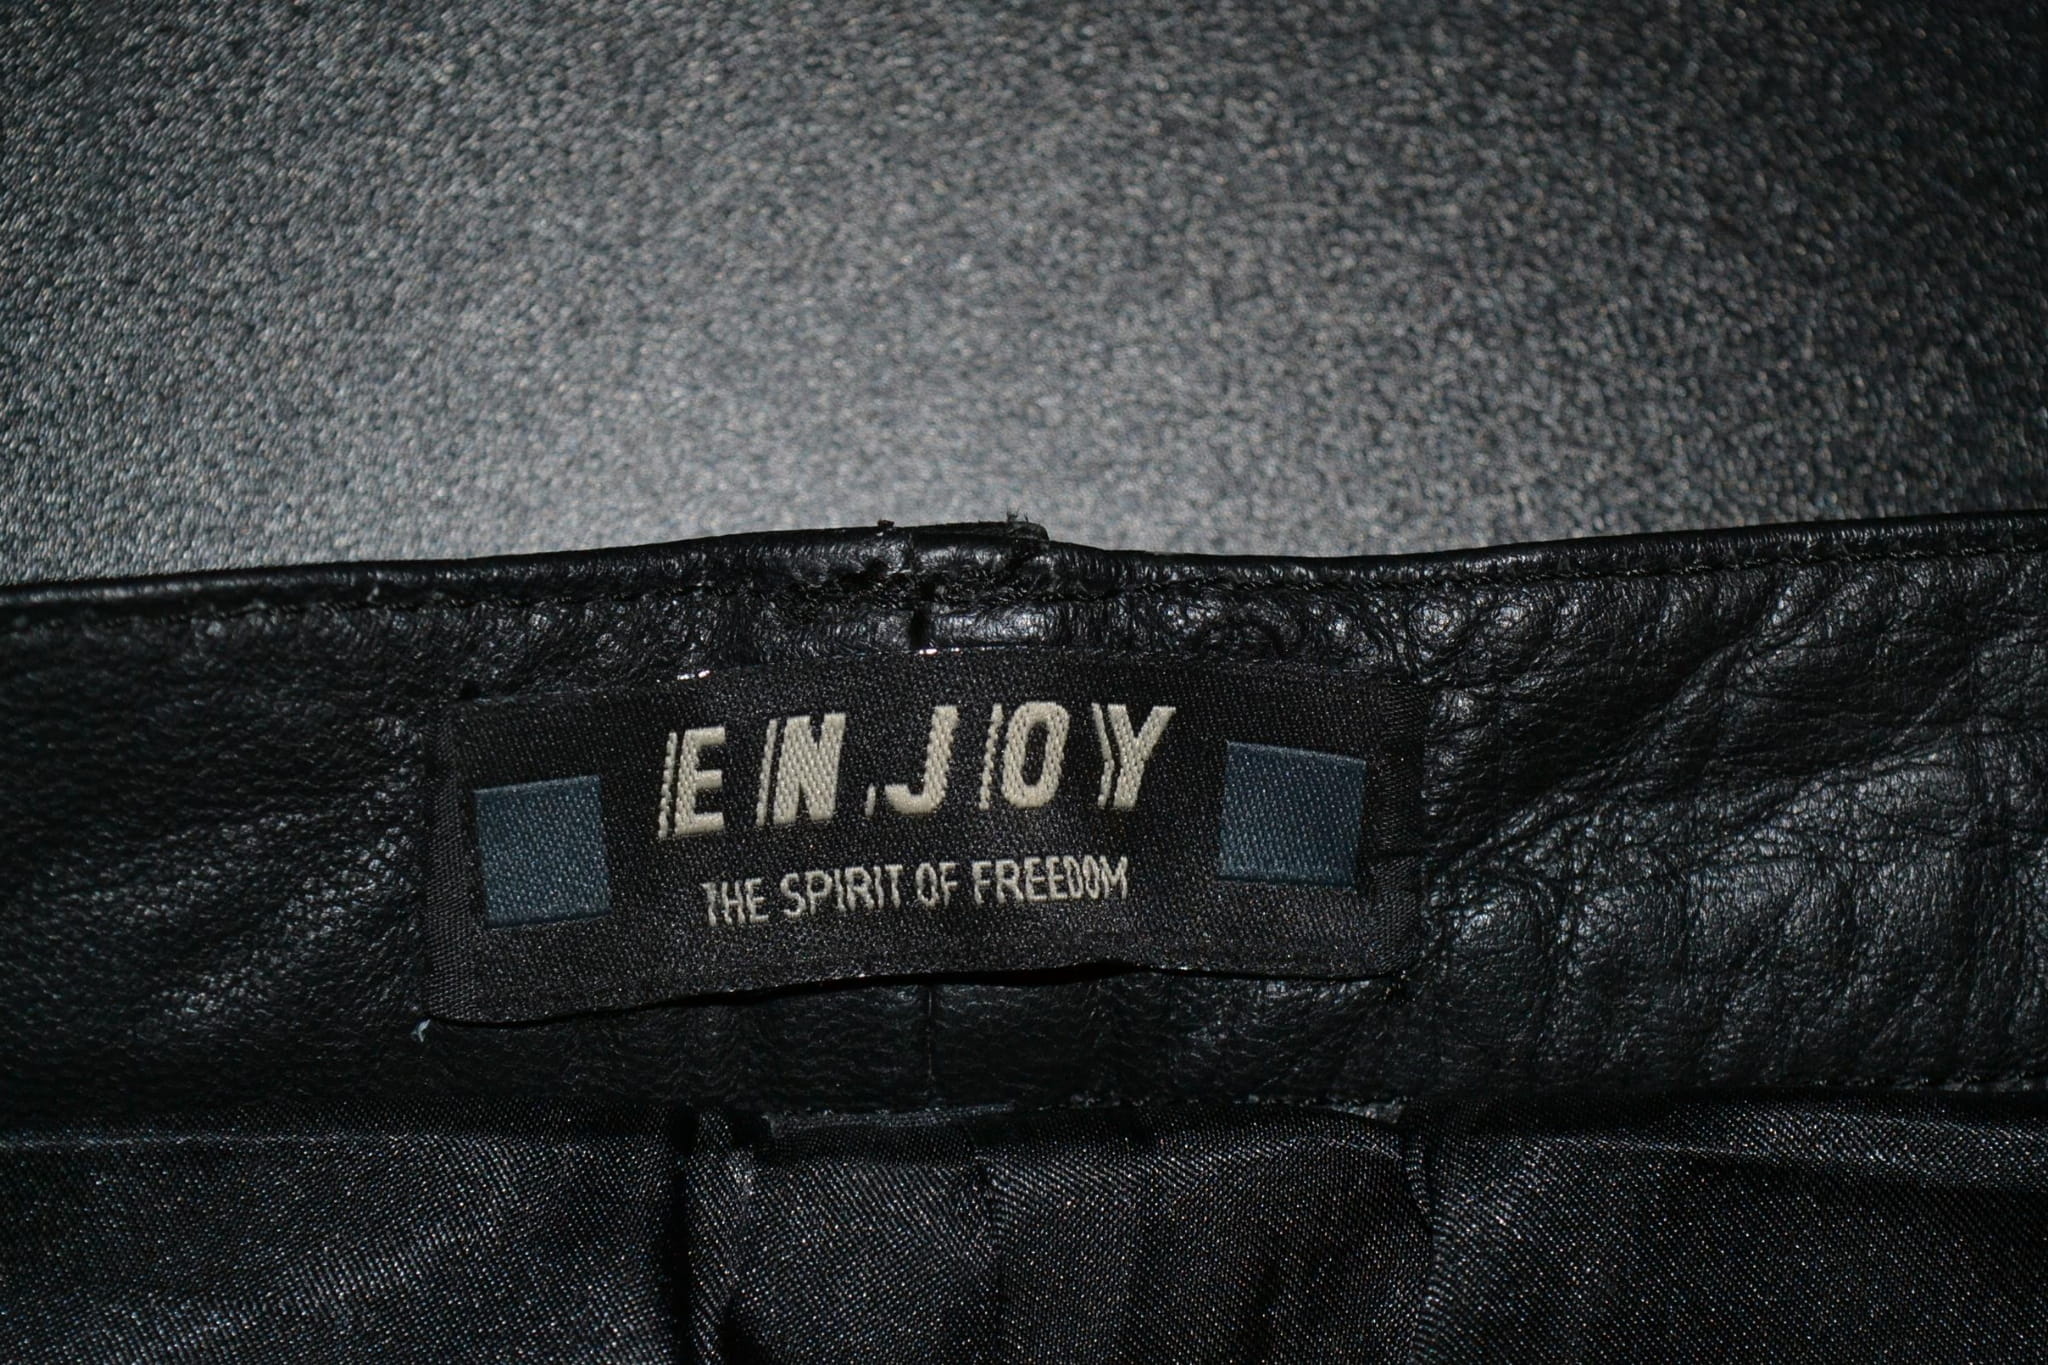 ENJOY
THE SPIRIT OF FREEDOM